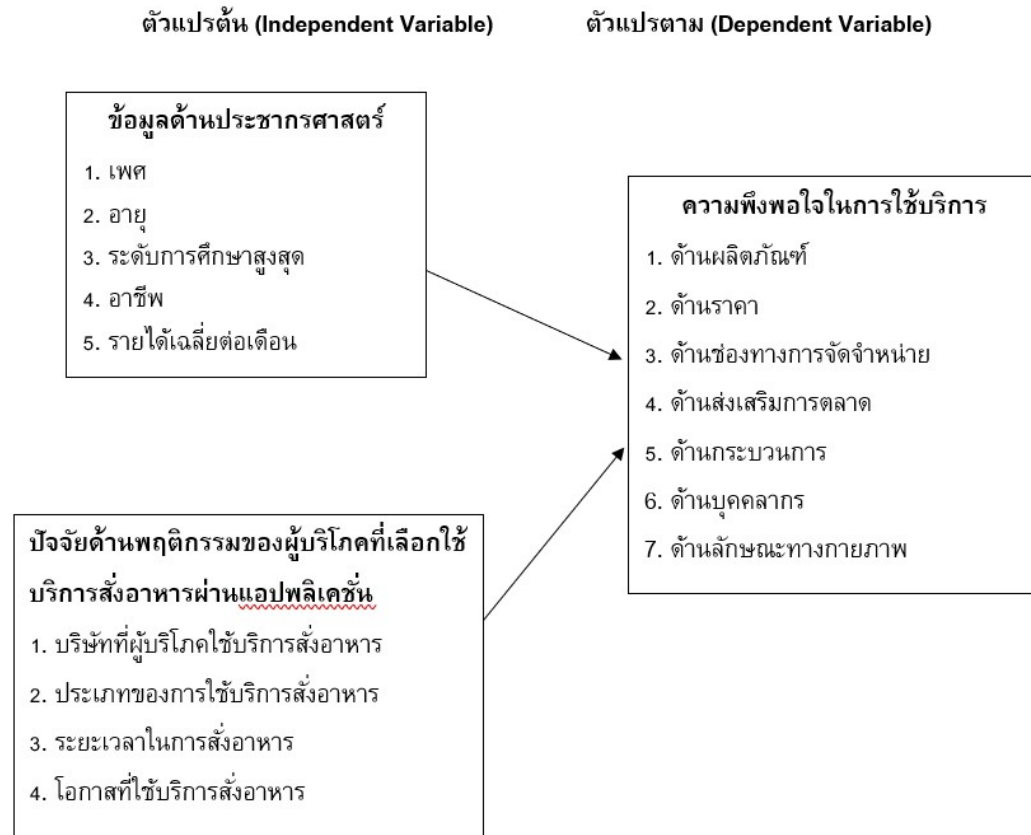 ตัวแปรต้น (Independent Variable)
ตัวแปรตาม (Dependent Variable)
ข้อมูลด้านประชากรศาสตร์
1. เพศ
2. อายุ
3. ระดับการศึกษาสูงสุด
4. อาชีพ
5. รายได้เฉลี่ยต่อเดือน
ความพึงพอใจในการใช้บริการ
1. ด้านผลิตภัณฑ์
2. ด้านราคา
3. ด้านช่องทางการจัดจำหน่าย
4. ด้านส่งเสริมการตลาด
5. ด้านกระบวนการ
6. ด้านบุคคลากร
7. ด้านลักษณะทางกายภาพ
ปัจจัยด้านพฤติกรรมของผู้บริโภคที่เลือกใช้
บริการสั่งอาหารผ่านแอปพลิเคชั่น
1. บริษัทที่ผู้บริโภคใช้บริการสั่งอาหาร
2. ประเภทของการใช้บริการสั่งอาหาร
3. ระยะเวลาในการสั่งอาหาร
4. โอกาสที่ใช้บริการสั่งอาหาร